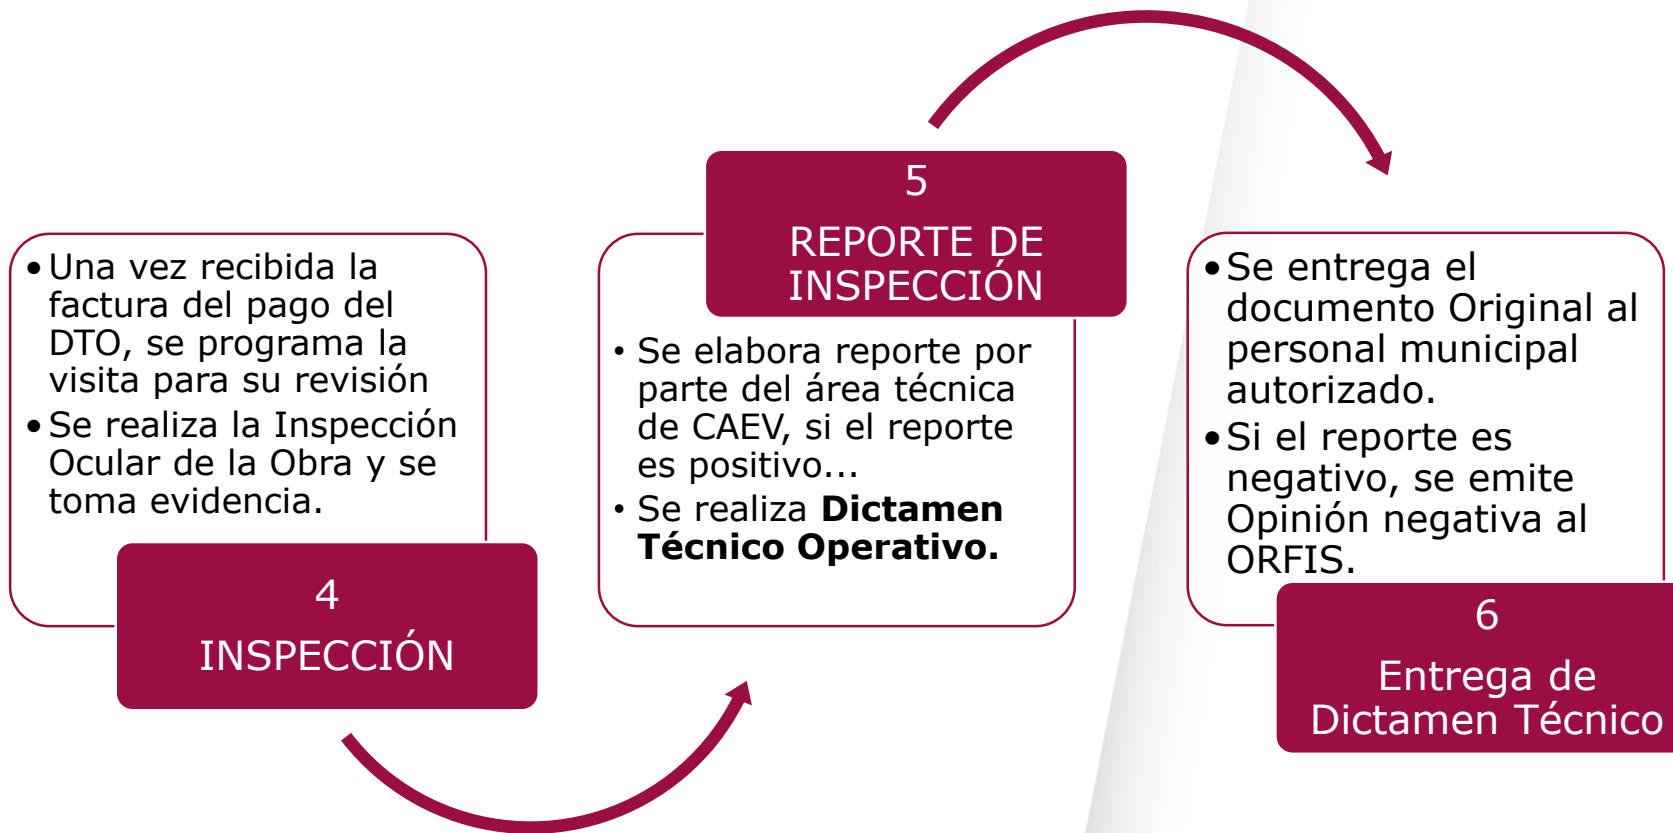 •Una vez recibida la
factura del pago del
DTO, se programa la
visita para su revisión
•Se realiza la Inspección
Ocular de la Obra y se
toma evidencia.
4
INSPECCIÓN
5
REPORTE DE
INSPECCIÓN
• Se elabora reporte por
parte del área técnica
de CAEV, si el reporte
es positivo...
• Se realiza Dictamen
Técnico Operativo.
•Se entrega el
documento Original al
personal municipal
autorizado.
•Si el reporte es
negativo, se emite
Opinión negativa al
ORFIS.
6
Entrega de
Dictamen Técnico